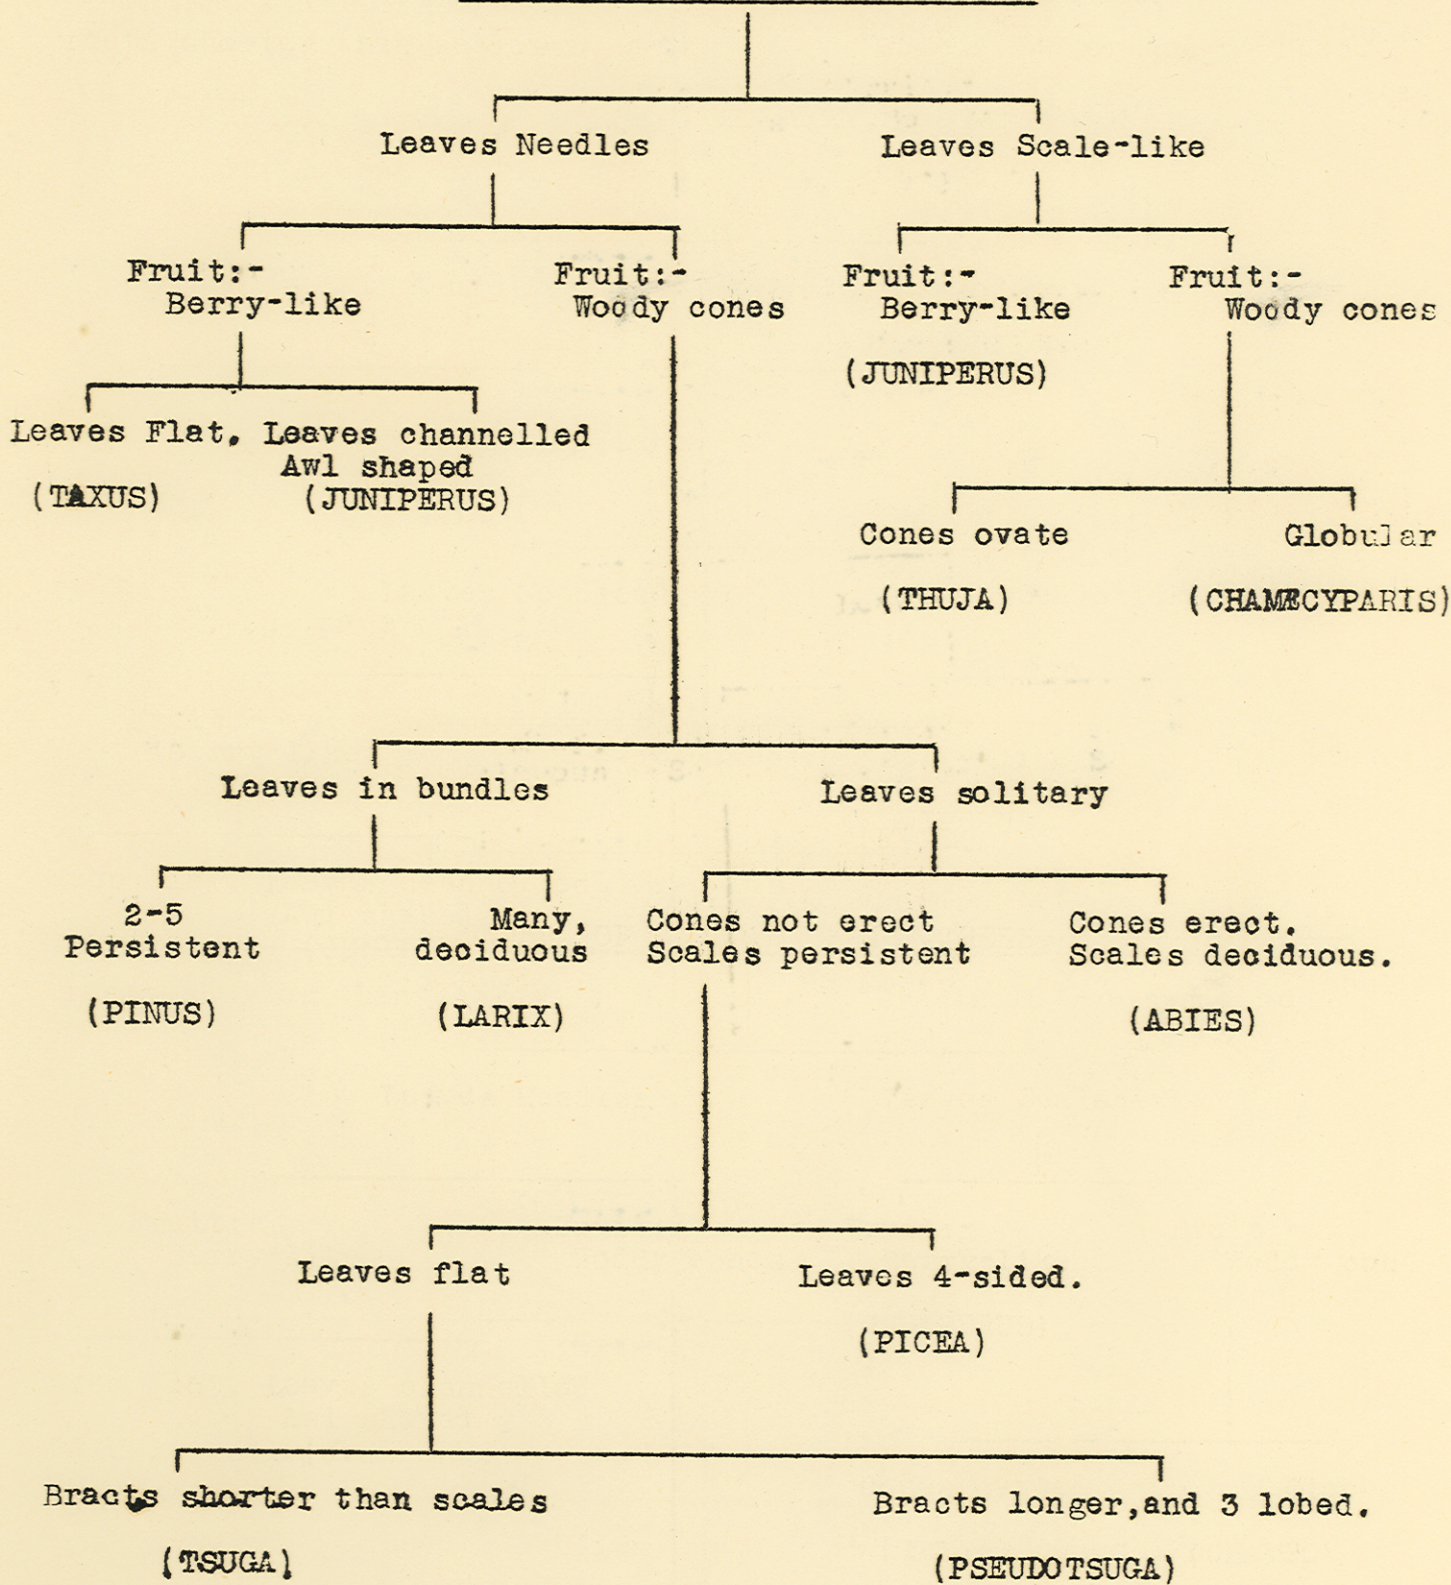 Leaves Needles
Leaves Scale-like
Fruit:-
Berry-like
Fruit:-
Woody cones
Fruit:-
Berry-like
(JUNIPERUS)
Fruit:-
Woody cones
Leaves Flat.
(TAXUS)
Leaves channelled
Awl shaped
(JUNIPERUS)
Cones ovate
(THUJA)
Globular
(CHAMÆCYPARIS)
Leaves in bundles
Leaves solitary
2-5
Persistent
(PINUS)
Many,
deciduous
(LARIX)
Cones not erect
Scales persistent
Cones erect.
Scales deciduous.
(ABIES)
Leaves flat
Leaves 4-sided.
(PICEA)
Bracts shorter than scales
(TSUGA)
Bracts longer,and 3 lobed.
(PSEUDOTSUGA)